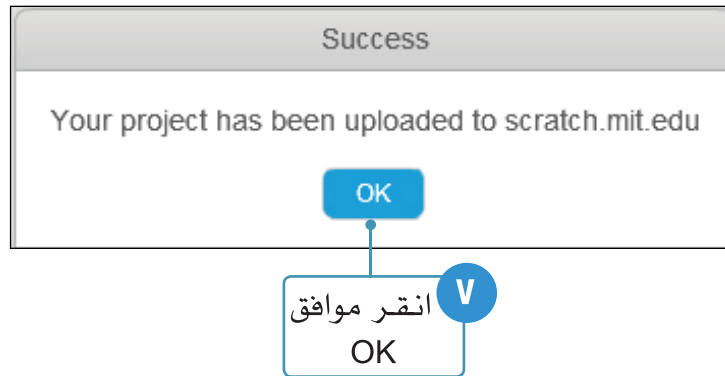 Success
Your project has been uploaded to scratch.mit.edu
OK
٧
انقر موافق
OK